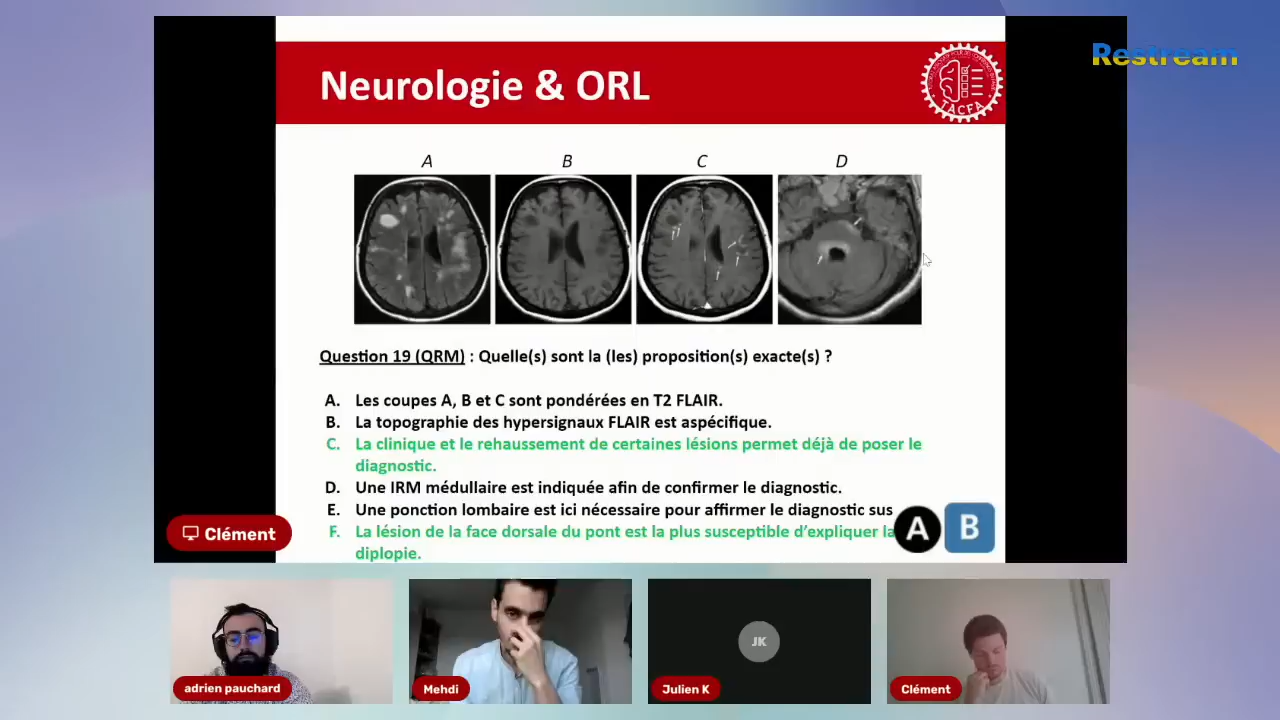 Restream
Neurologie & ORL
TACFA
A B C D
Question 19 (QRM) : Quelle(s) sont la (les) proposition(s) exacte(s) ?
A. Les coupes A, B et C sont pondérées en T2 FLAIR.
B. La topographie des hypersignaux FLAIR est aspécifique.
C. La clinique et le rehaussement de certaines lésions permet déjà de poser le
diagnostic.
D. Une IRM médullaire est indiquée afin de confirmer le diagnostic.
E. Une ponction lombaire est ici nécessaire pour affirmer le diagnostic sus
F. La lésion de la face dorsale du pont est la plus susceptible d’expliquer la
diplopie.
A B
Clément
JK
adrien pauchard
Mehdi
Julien K
Clément